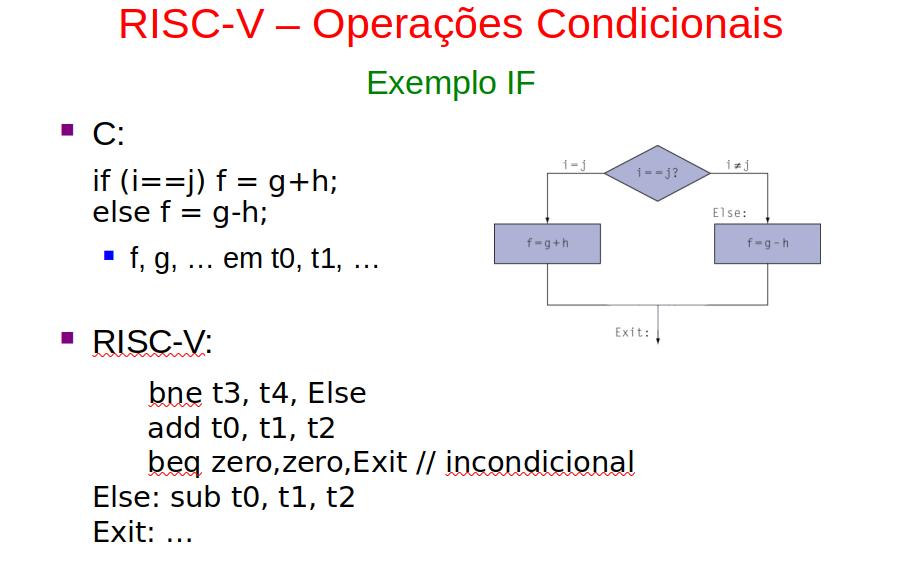 RISC-V – Operações Condicionais
Exemplo IF
C:
if (i==j) f = g+h;
else f = g-h;
f, g, … em t0, t1, …
i=j
i==j?
i≠j
Else:
f=g+h
f=g-h
Exit:
RISC-V:
bne t3, t4, Else
add t0, t1, t2
beq zero,zero,Exit // incondicional
Else: sub t0, t1, t2
Exit: …